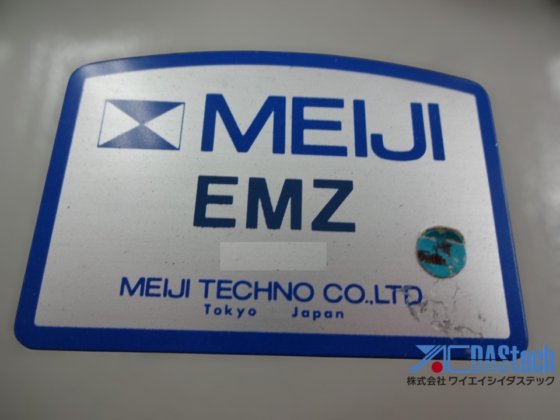 MEIJI
EMZ
MEIJI TECHNO CO.,LTD
Tokyo Japan
DAStech
株式会社 ワイエイシイダステック